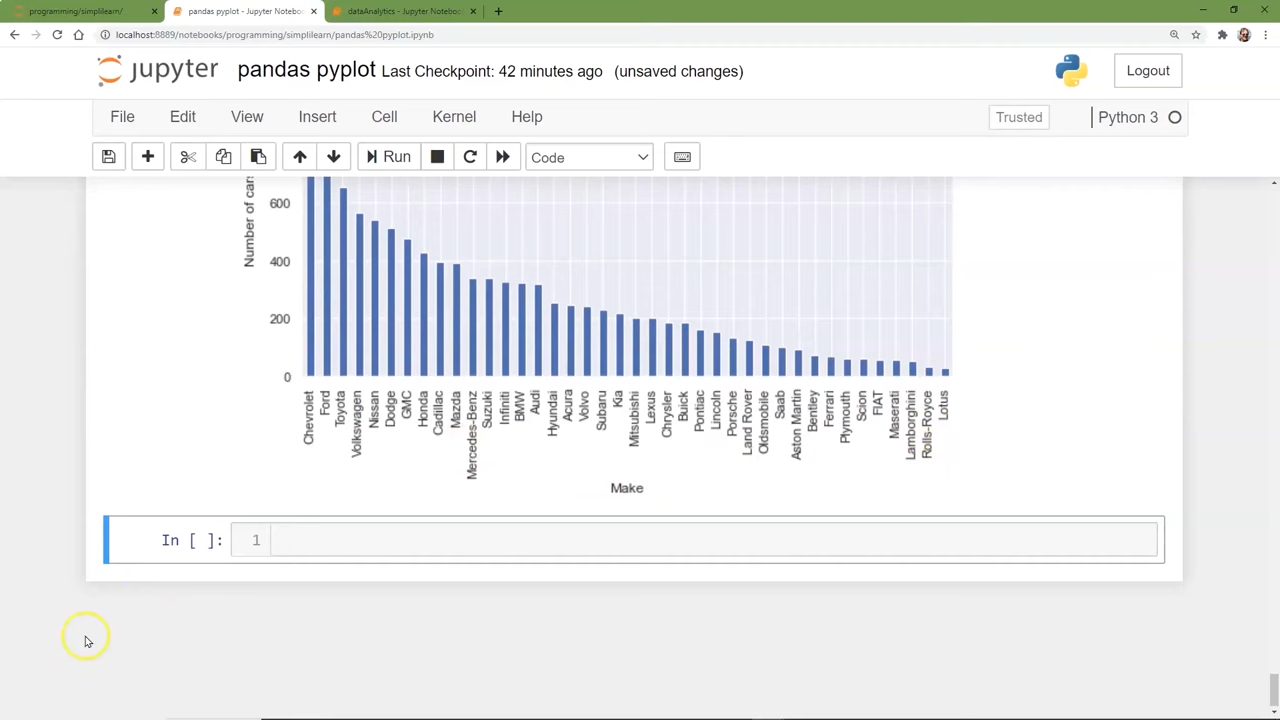 programming/simplilearn/
pandas pyplot - Jupyter Noteboo
dataAnalytics - Jupyter Noteboo
localhost:8889/notebooks/programming/simplilearn/pandas%20pyplot.ipynb
jupyter pandas pyplot Last Checkpoint: 42 minutes ago (unsaved changes)
Logout
File Edit View Insert Cell Kernel Help
Trusted
Python 3
Run
Code
Number of cars
600
400
200
0
Chevrolet
Ford
Toyota
Volkswagen
Nissan
Dodge
GMC
Honda
Cadillac
Mazda
Mercedes-Benz
Suzuki
Infiniti
BMW
Audi
Hyundai
Acura
Volvo
Subaru
Kia
Mitsubishi
Lexus
Chrysler
Buick
Pontiac
Lincoln
Porsche
Land Rover
Oldsmobile
Saab
Aston Martin
Bentley
Ferrari
Plymouth
Scion
FIAT
Maserati
Lamborghini
Rolls-Royce
Lotus
Make
In [ ]:
1